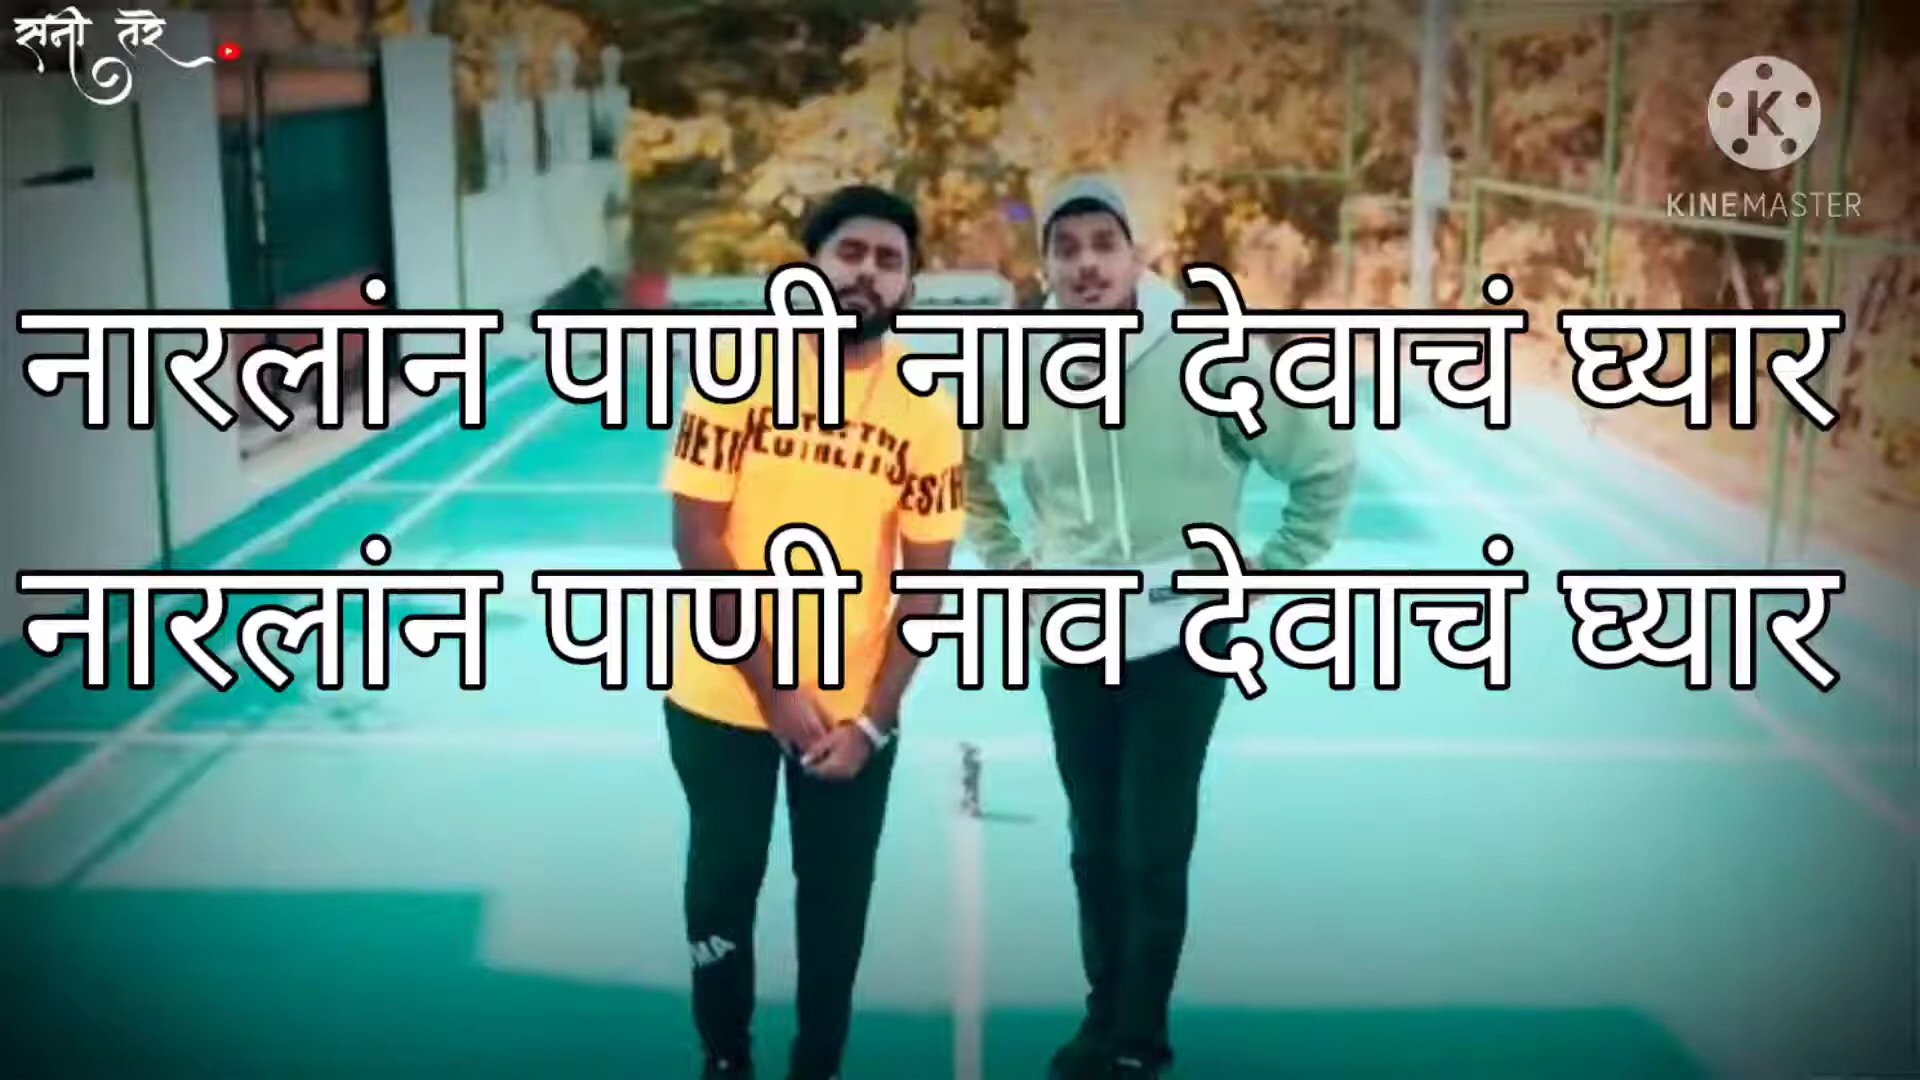 सनी तरे
K
KINEMASTER
नारलांन पाणी नाव देवाचं घ्यार
नारलांन पाणी नाव देवाचं घ्यार